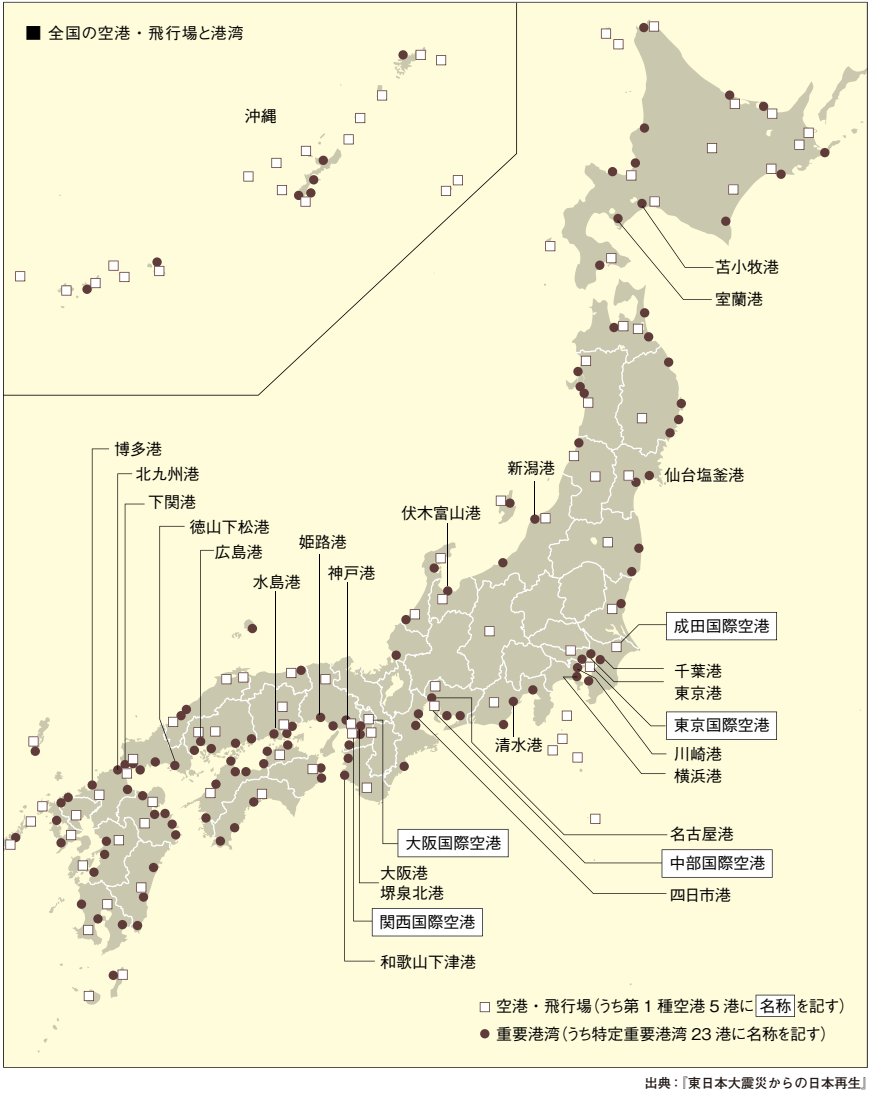 ■ 全国の空港・飛行場と港湾
沖縄
苫小牧港
室蘭港
博多港
北九州港
下関港
徳山下松港
広島港
水島港
姫路港
神戸港
伏木富山港
新潟港
仙台塩釜港
成田国際空港
千葉港
東京港
東京国際空港
川崎港
横浜港
清水港
名古屋港
中部国際空港
四日市港
大阪国際空港
大阪港
堺泉北港
関西国際空港
和歌山下津港
□ 空港・飛行場(うち第1種空港5港に 名称 を記す)
● 重要港湾(うち特定重要港湾23港に名称を記す)
出典:『東日本大震災からの日本再生』